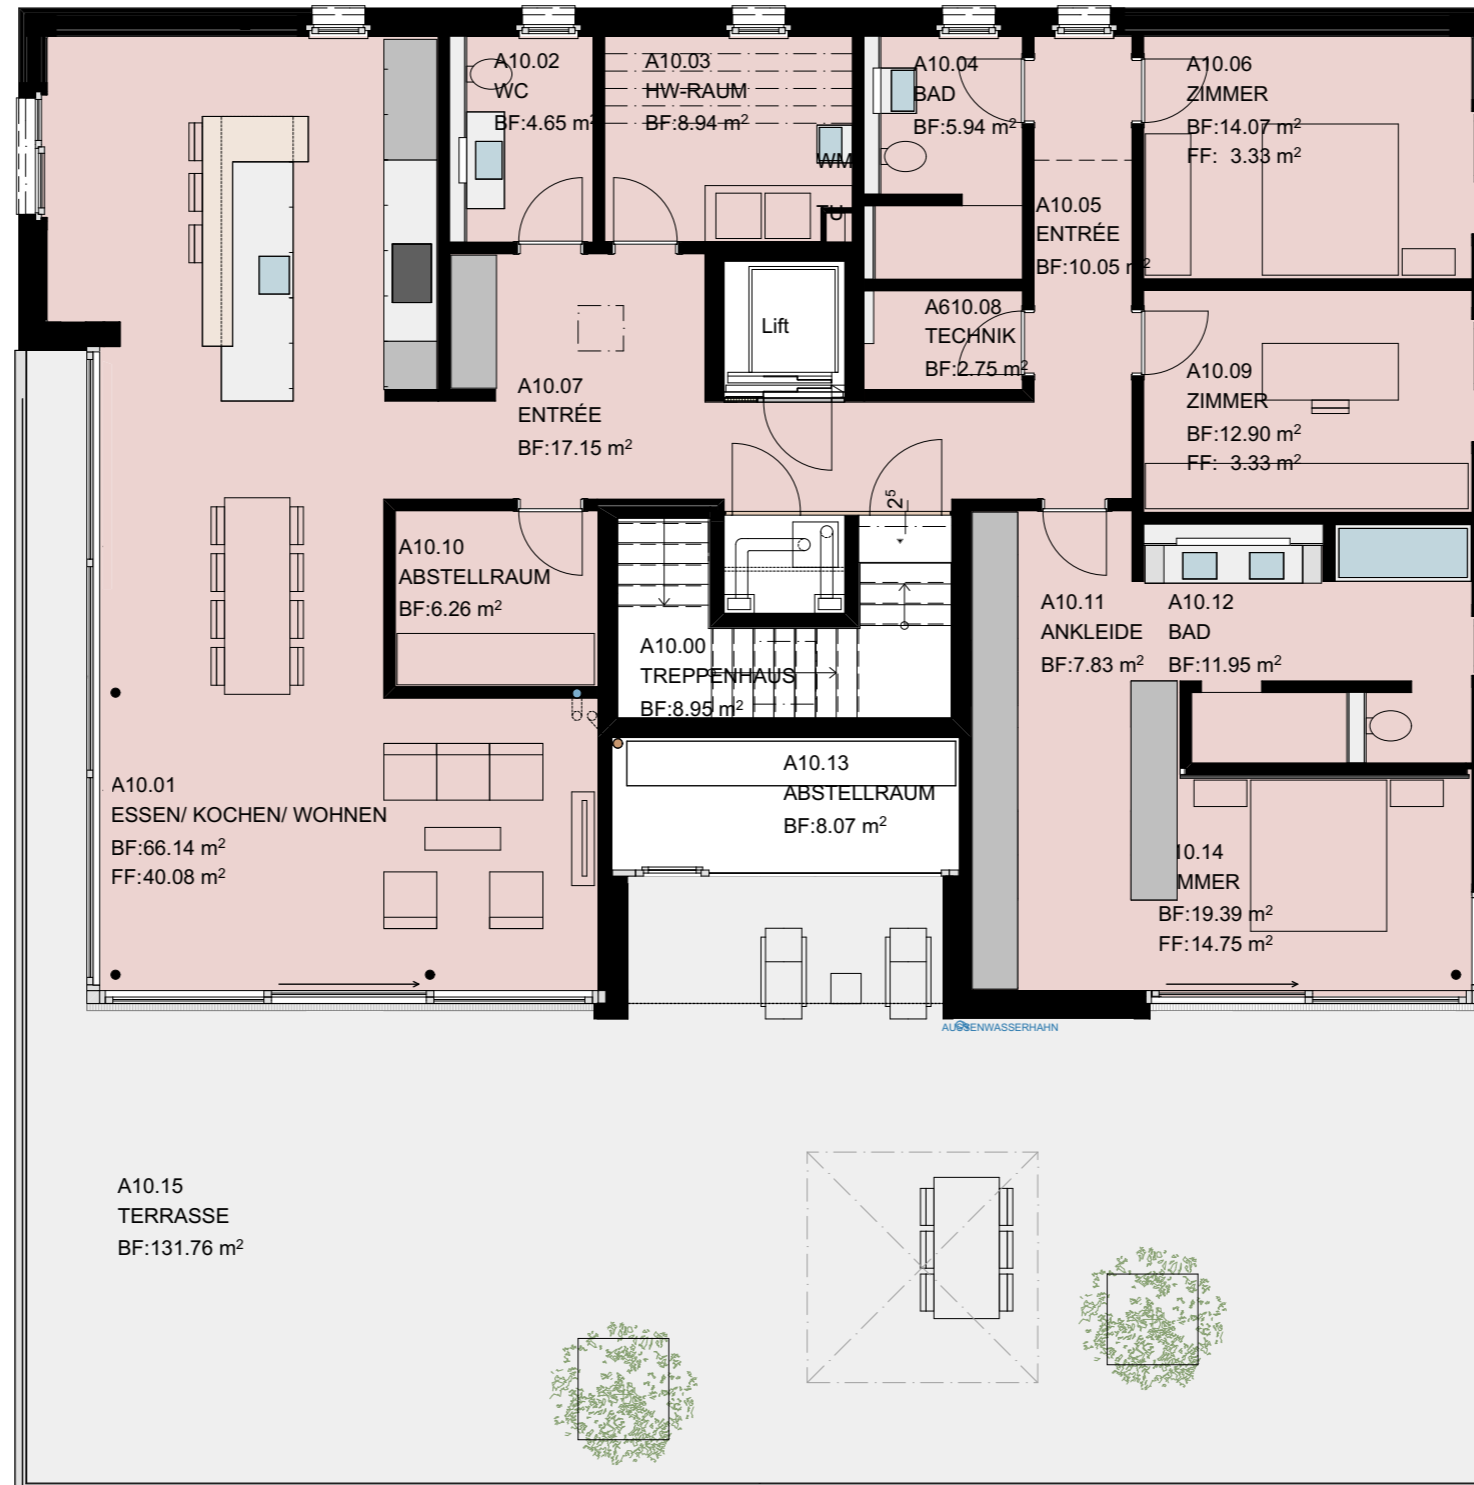 A10.02
WC
BF:4.65 m²
A10.03
HW-RAUM
BF:8.94 m²
WM
TU
A10.04
BAD
BF:5.94 m²
A10.06
ZIMMER
BF:14.07 m²
FF: 3.33 m²
A10.05
ENTRÉE
BF:10.05 m²
Lift
A610.08
TECHNIK
BF:2.75 m²
A10.07
ENTRÉE
BF:17.15 m²
A10.09
ZIMMER
BF:12.90 m²
FF: 3.33 m²
2⁵
A10.10
ABSTELLRAUM
BF:6.26 m²
A10.00
TREPPENHAUS
BF:8.95 m²
A10.11
ANKLEIDE
BF:7.83 m²
A10.12
BAD
BF:11.95 m²
A10.01
ESSEN/ KOCHEN/ WOHNEN
BF:66.14 m²
FF:40.08 m²
A10.13
ABSTELLRAUM
BF:8.07 m²
10.14
MMER
BF:19.39 m²
FF:14.75 m²
AUSSENWASSERHAHN
A10.15
TERRASSE
BF:131.76 m²